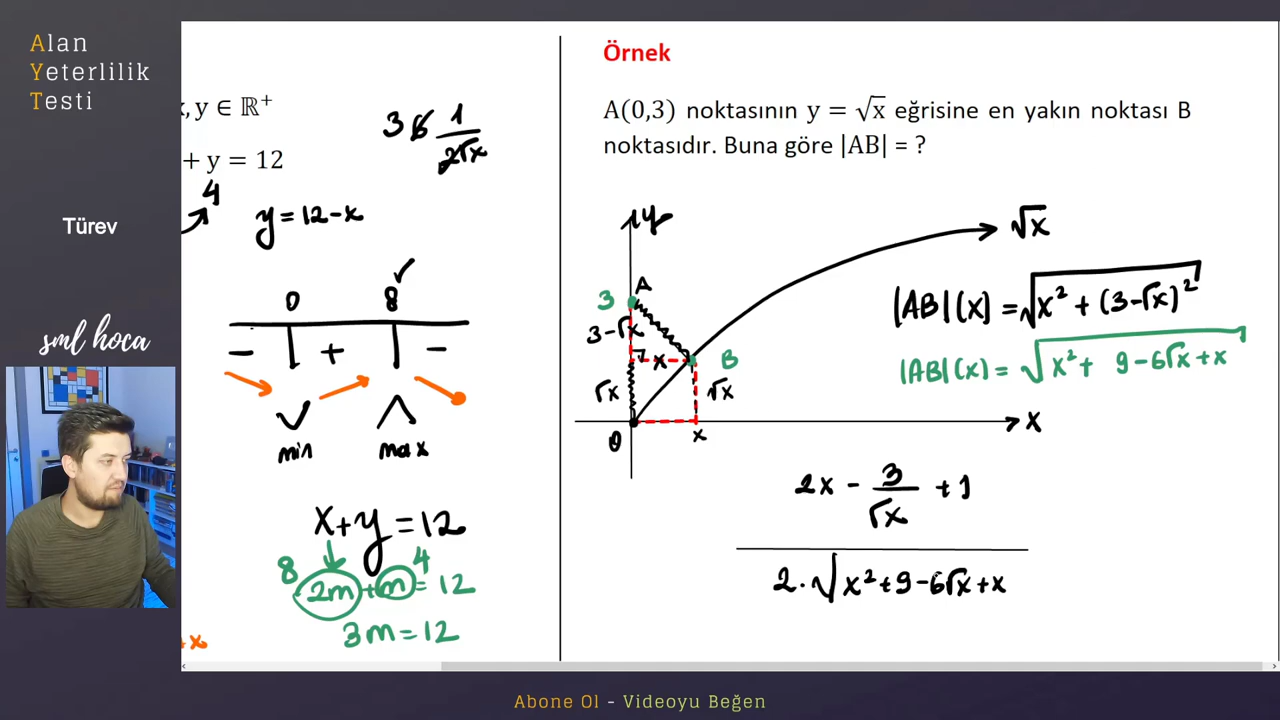 Alan
Yeterlilik
Testi
Türev
sml hoca
x,y ∈ ℝ⁺
+ y = 12
4
y = 12 - x
36 1/(2√x)
0 8 ✓
- + -
min max
x + y = 12
8 4
2m + m = 12
3m = 12
+x
Örnek
A(0,3) noktasının y = √x eğrisine en yakın noktası B
noktasıdır. Buna göre |AB| = ?
y
√x
A
3
3-√x
x B
√x √x
0 x x
|AB|(x) = √(x² + (3-√x)²)
|AB|(x) = √(x² + 9-6√x+x)
2x - 3/√x + 1
2.√(x²+9-6√x+x)
Abone Ol - Videoyu Beğen